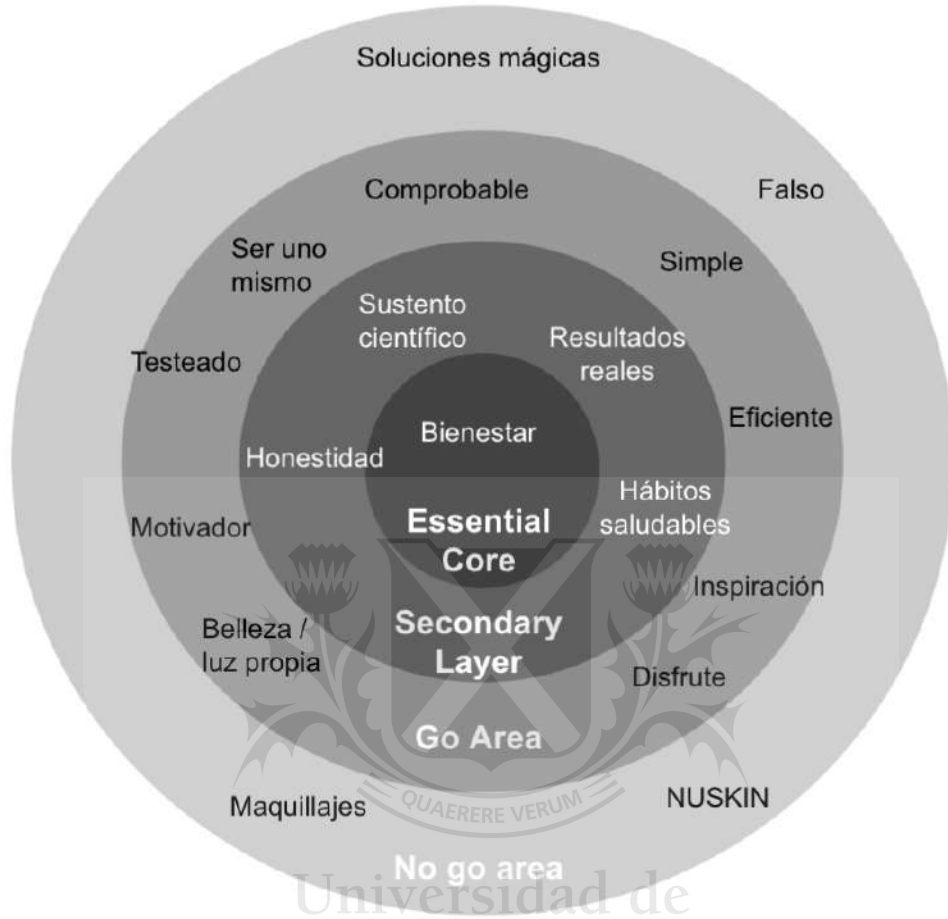 Soluciones mágicas
Falso
Comprobable
Ser uno
mismo
Simple
Sustento
científico
Resultados
reales
Testeado
Eficiente
Bienestar
Honestidad
Hábitos
saludables
Essential
Core
Motivador
Inspiración
Secondary
Layer
Belleza /
luz propia
Disfrute
Go Area
Maquillajes
NUSKIN
QUAERERE VERUM
No go area
Universidad de